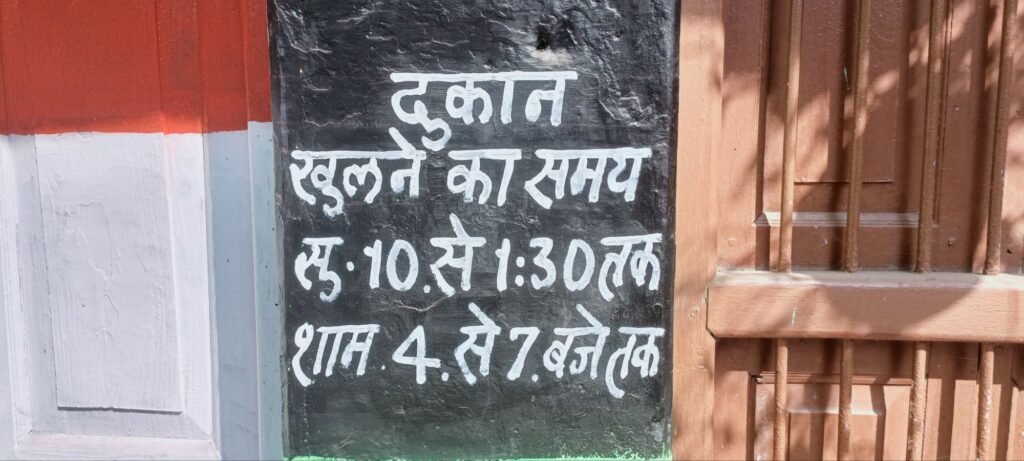 दुकान
खुलने का समय
सु. 10. से 1:30 तक
शाम. 4. से 7. बजे तक